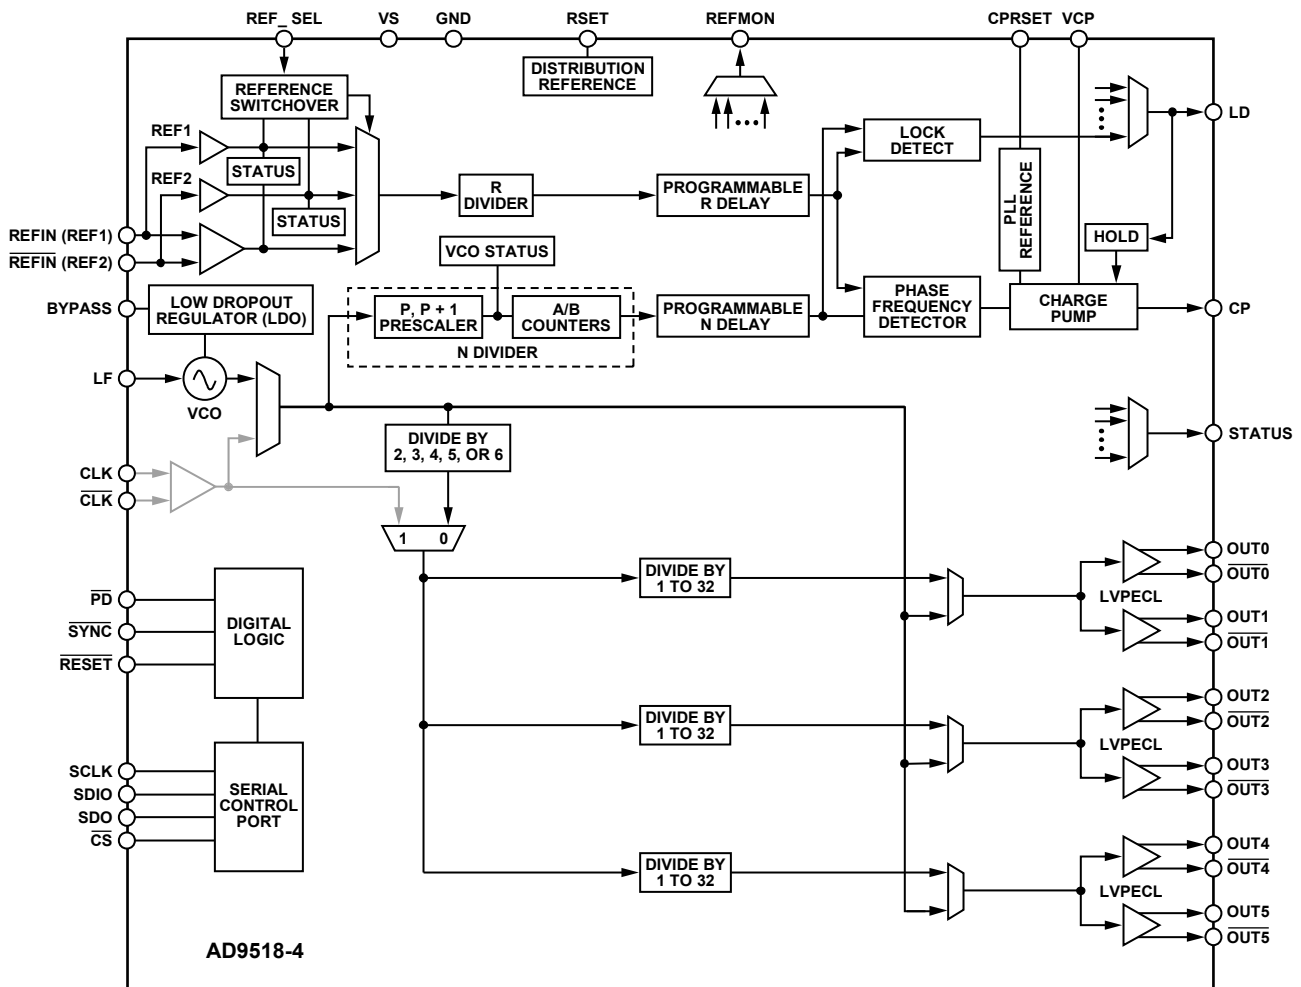 REF_ SEL
VS
GND
RSET
REFMON
CPRSET
VCP
DISTRIBUTION
REFERENCE
REFERENCE
SWITCHOVER
REF1
STATUS
REF2
STATUS
REFIN (REF1)
REFIN (REF2)
R
DIVIDER
PROGRAMMABLE
R DELAY
LOCK
DETECT
PLL
REFERENCE
LD
HOLD
VCO STATUS
BYPASS
LOW DROPOUT
REGULATOR (LDO)
P, P + 1
PRESCALER
A/B
COUNTERS
N DIVIDER
PROGRAMMABLE
N DELAY
PHASE
FREQUENCY
DETECTOR
CHARGE
PUMP
CP
LF
VCO
STATUS
DIVIDE BY
2, 3, 4, 5, OR 6
CLK
CLK
1
0
PD
SYNC
RESET
DIGITAL
LOGIC
DIVIDE BY
1 TO 32
LVPECL
OUT0
OUT0
OUT1
OUT1
DIVIDE BY
1 TO 32
LVPECL
OUT2
OUT2
OUT3
OUT3
SCLK
SDIO
SDO
CS
SERIAL
CONTROL
PORT
DIVIDE BY
1 TO 32
LVPECL
OUT4
OUT4
OUT5
OUT5
AD9518-4